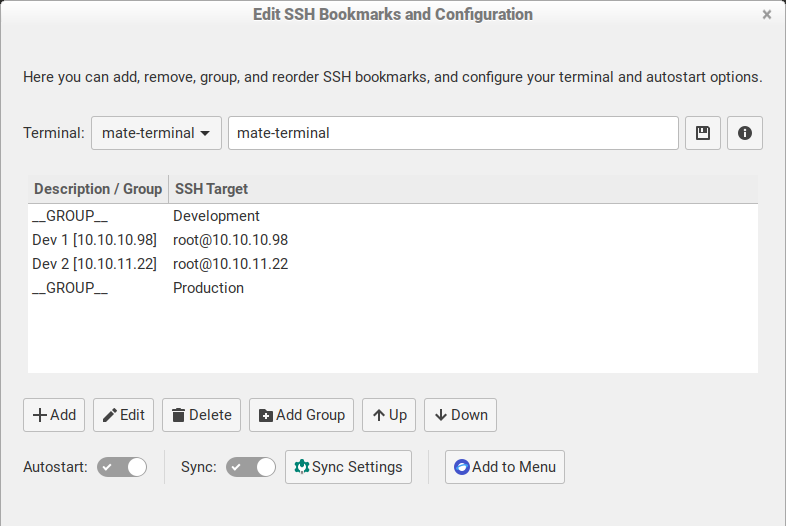 Edit SSH Bookmarks and Configuration
Here you can add, remove, group, and reorder SSH bookmarks, and configure your terminal and autostart options.
Terminal: mate-terminal mate-terminal
Description / Group SSH Target
__GROUP__ Development
Dev 1 [10.10.10.98] root@10.10.10.98
Dev 2 [10.10.11.22] root@10.10.11.22
__GROUP__ Production
Add Edit Delete Add Group Up Down
Autostart: Sync: Sync Settings Add to Menu